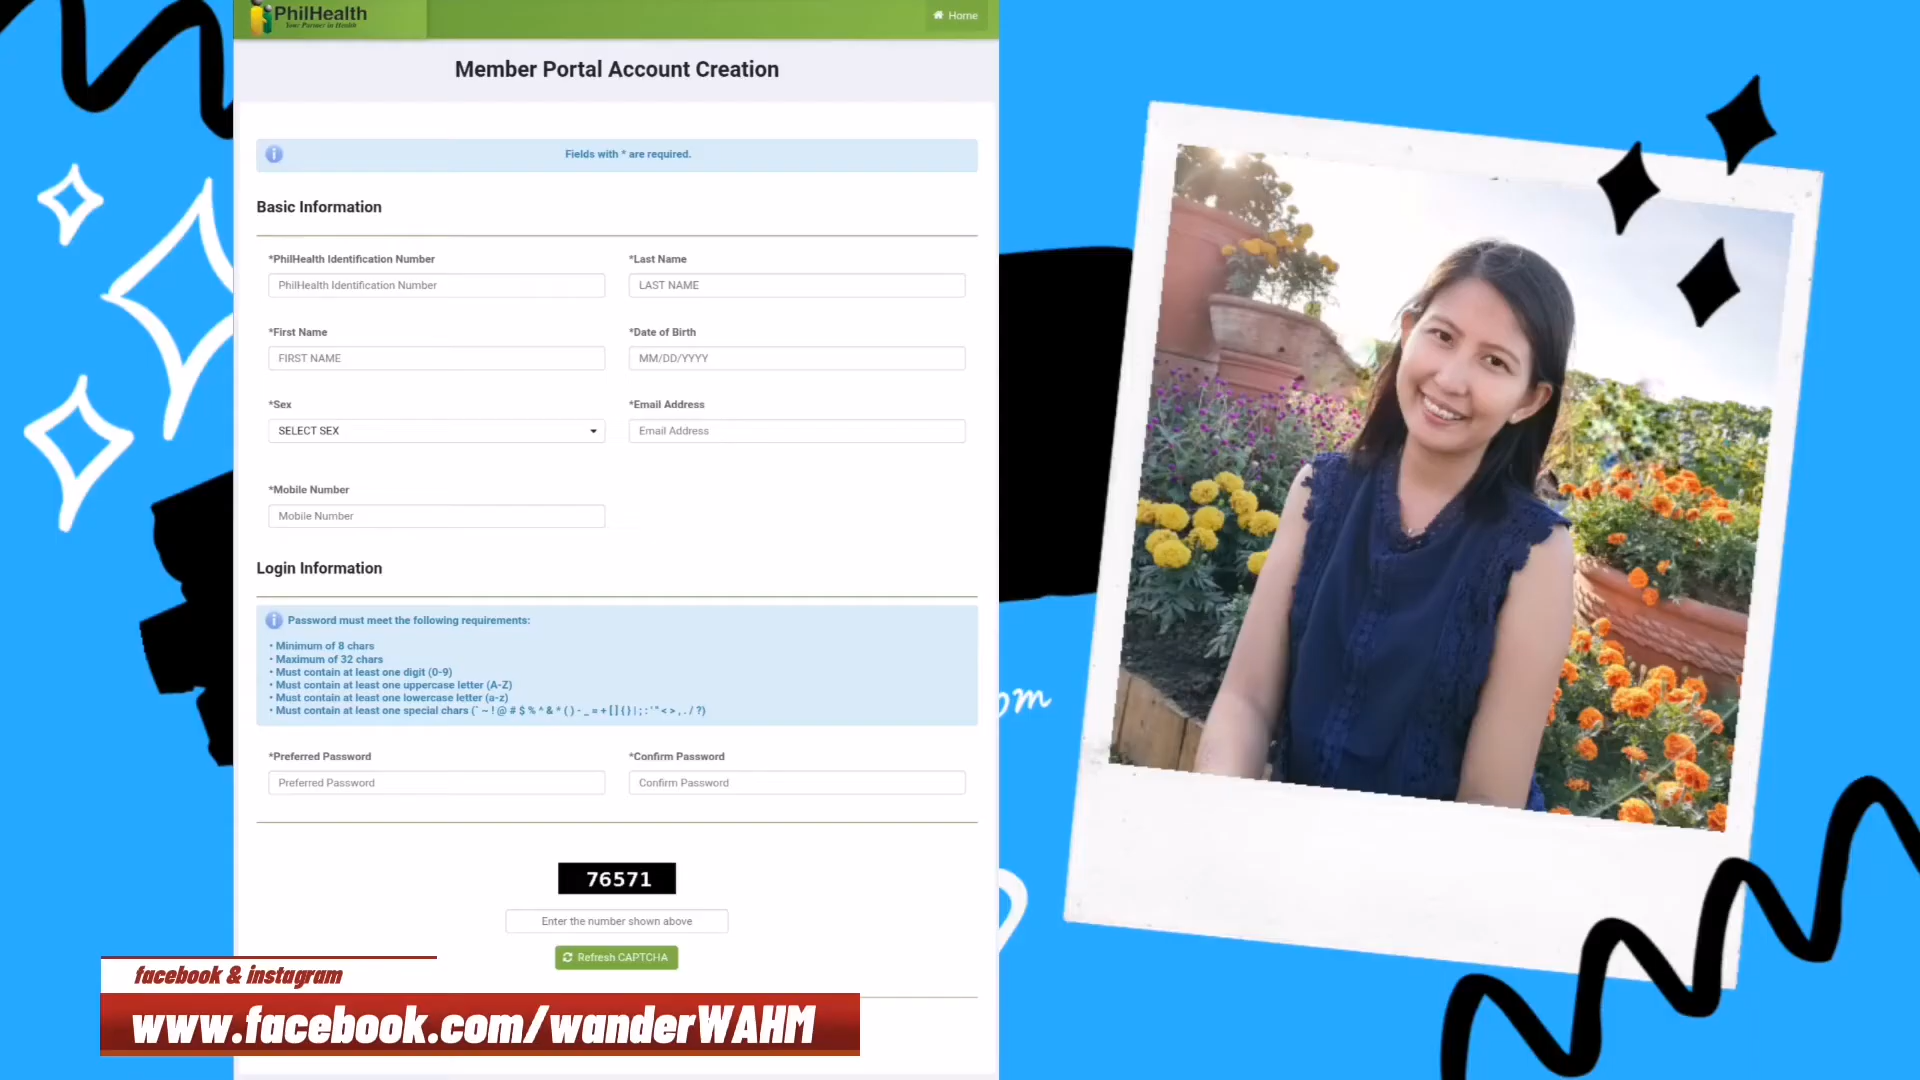 PhilHealth
Your Partner in Health
Home
Member Portal Account Creation
Fields with * are required.
Basic Information
*PhilHealth Identification Number
*Last Name
PhilHealth Identification Number
LAST NAME
*First Name
*Date of Birth
FIRST NAME
MM/DD/YYYY
*Sex
*Email Address
SELECT SEX
Email Address
*Mobile Number
Mobile Number
Login Information
Password must meet the following requirements:
• Minimum of 8 chars
• Maximum of 32 chars
• Must contain at least one digit (0-9)
• Must contain at least one uppercase letter (A-Z)
• Must contain at least one lowercase letter (a-z)
• Must contain at least one special chars (` ~ ! @ # $ % ^ & * ( ) - _ = + [ ] { } | ; : ' " < > , . / ?)
*Preferred Password
*Confirm Password
Preferred Password
Confirm Password
76571
Enter the number shown above
Refresh CAPTCHA
facebook & instagram
www.facebook.com/wanderWAHM